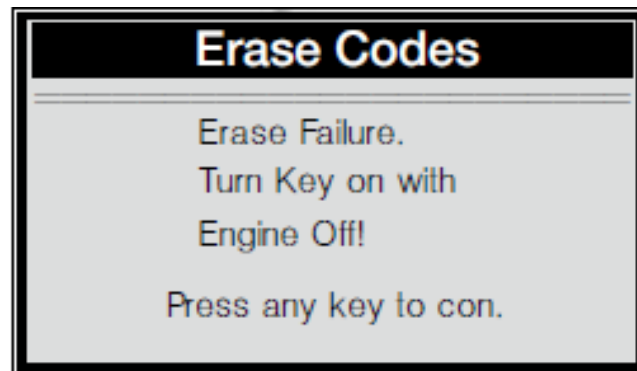 Erase Codes
Erase Failure.
Turn Key on with
Engine Off!
Press any key to con.